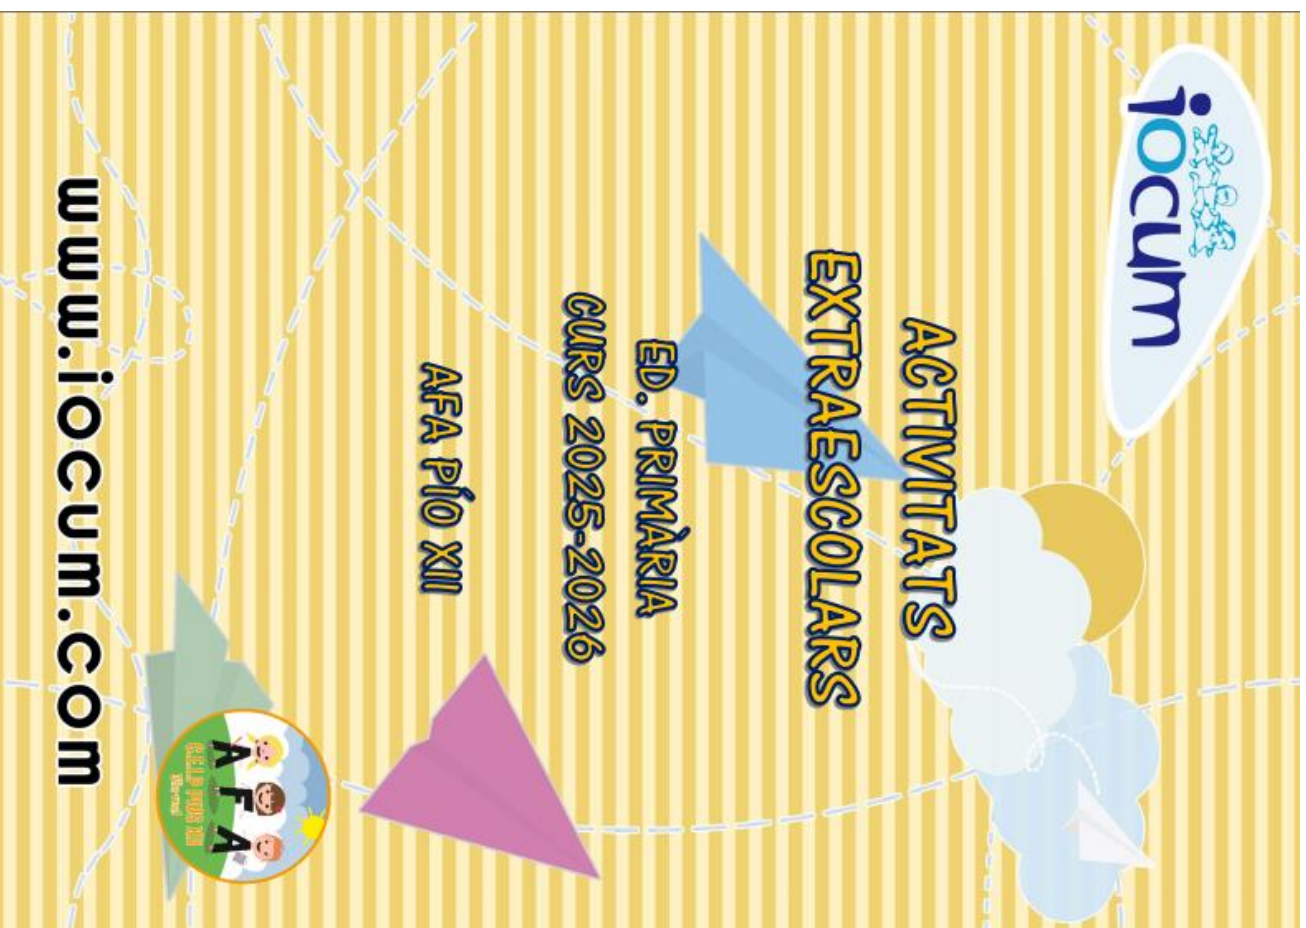 iocum
ACTIVITATS
EXTRAESCOLARS
ED. PRIMÀRIA
CURS 2025-2026
AFA PÍO XII
AFA
www.iocum.com